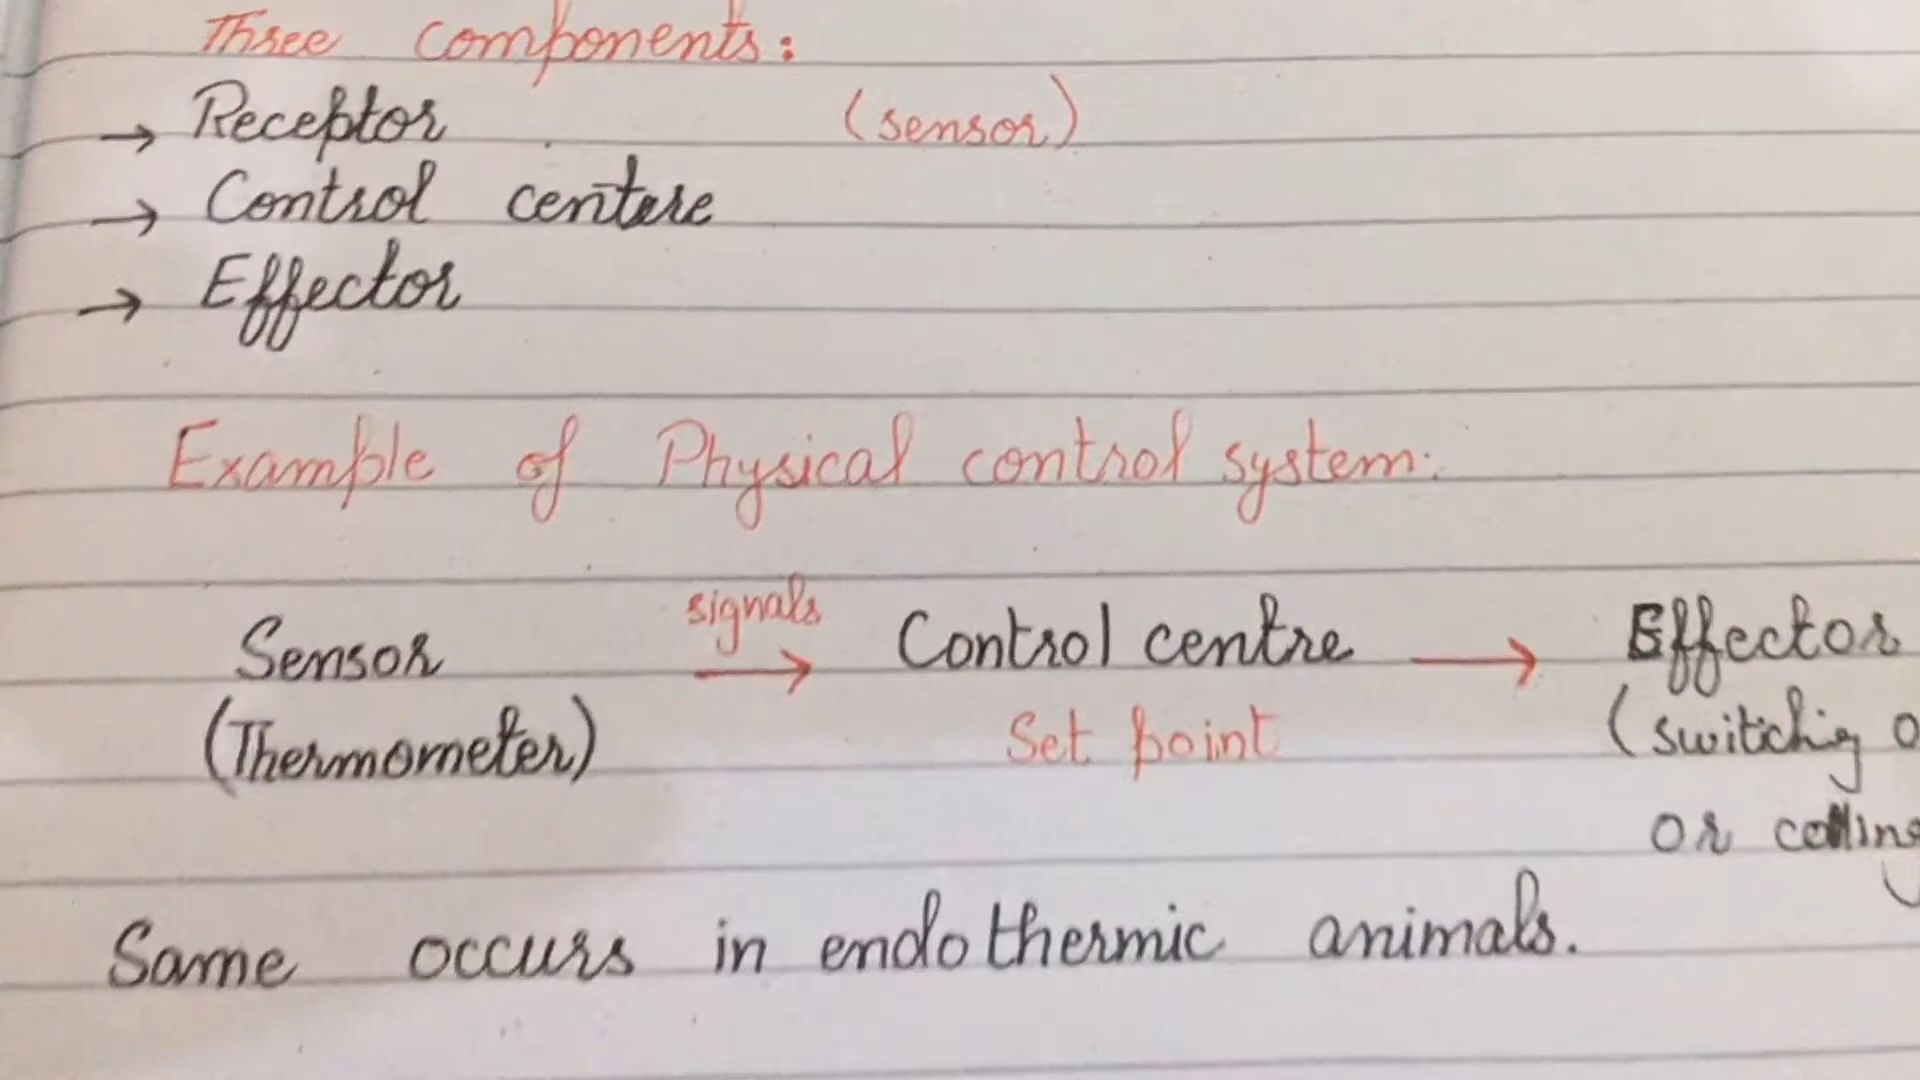 Three components:
→ Receptor (sensor)
→ Control centere
→ Effector
Example of Physical control system:
Sensor signals → Control centre → Effector
(Thermometer) Set point (switching
or
Same occurs in endothermic animals.